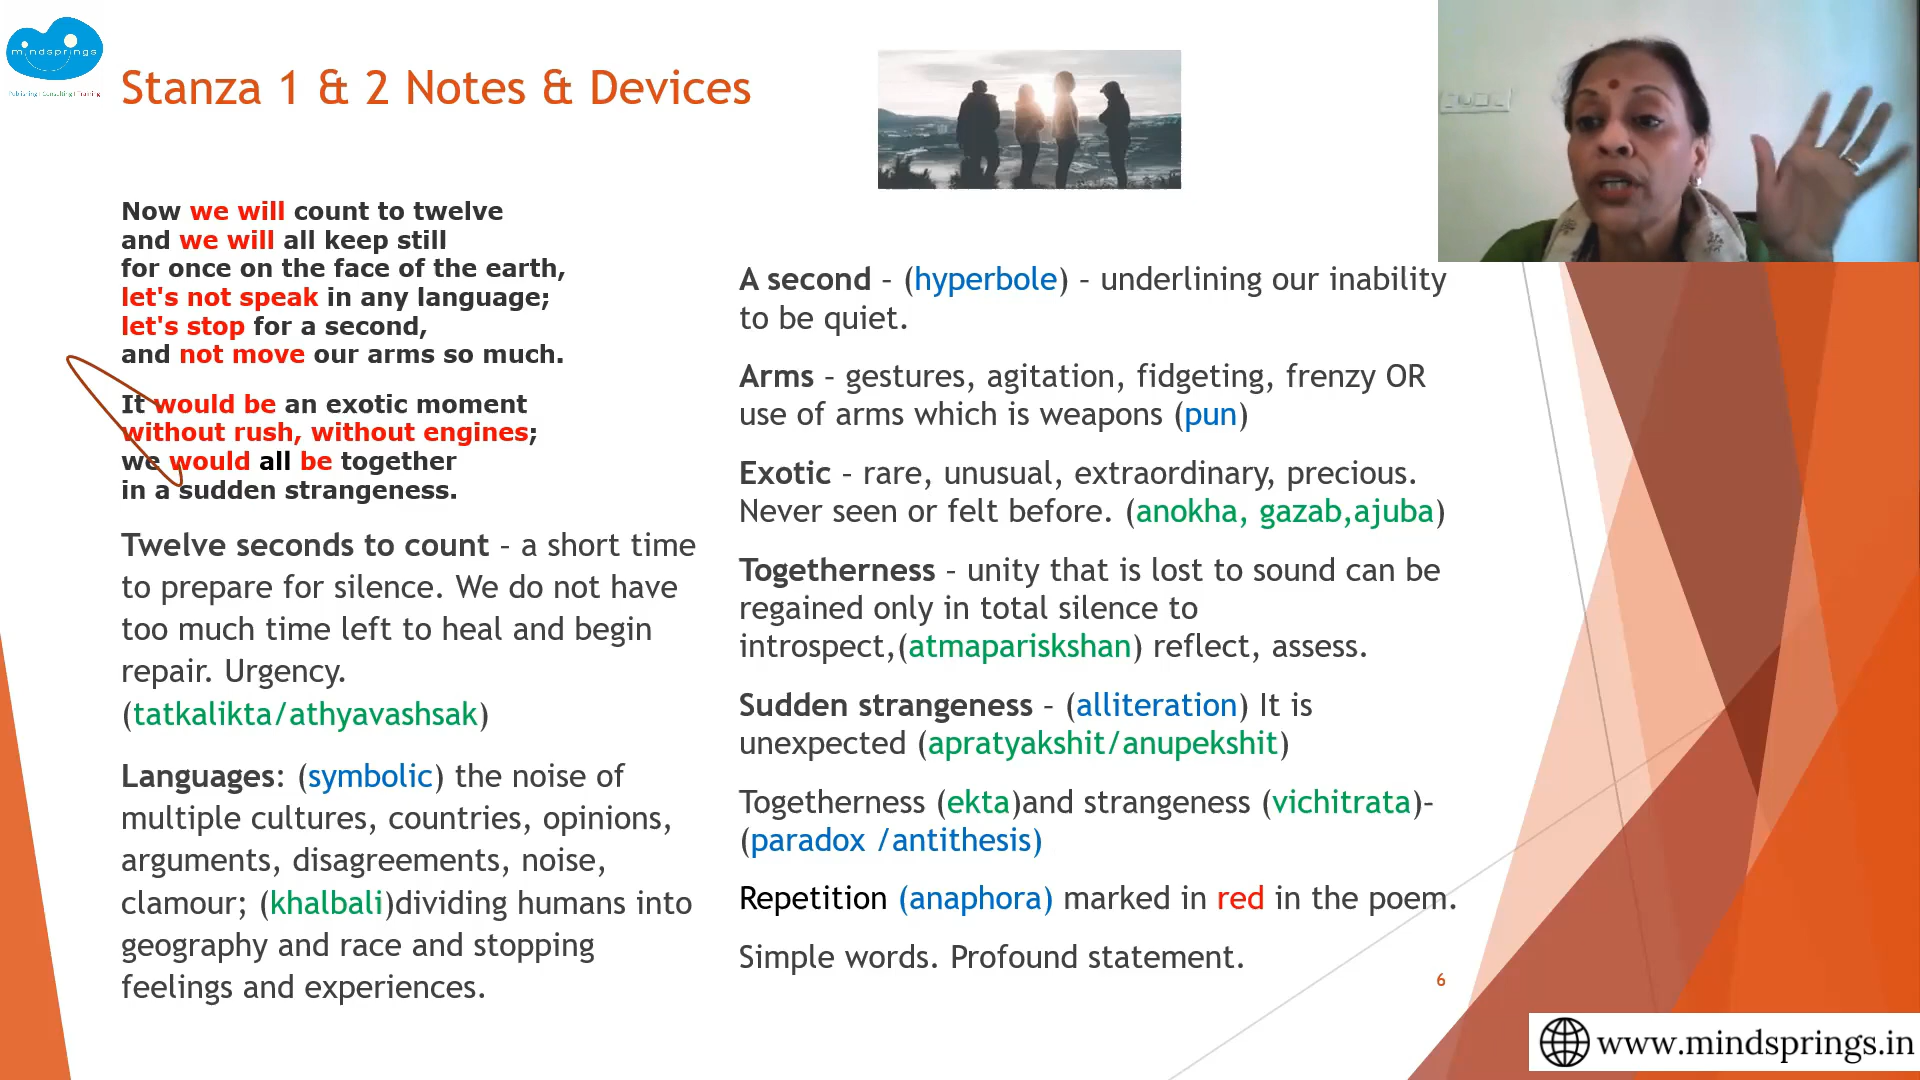 mindsprings
Publishing I Consulting I Training
Stanza 1 & 2 Notes & Devices
Now we will count to twelve
and we will all keep still
for once on the face of the earth,
let's not speak in any language;
let's stop for a second,
and not move our arms so much.
It would be an exotic moment
without rush, without engines;
we would all be together
in a sudden strangeness.
Twelve seconds to count – a short time
to prepare for silence. We do not have
too much time left to heal and begin
repair. Urgency.
(tatkalikta/athyavashsak)
Languages: (symbolic) the noise of
multiple cultures, countries, opinions,
arguments, disagreements, noise,
clamour; (khalbali)dividing humans into
geography and race and stopping
feelings and experiences.
A second – (hyperbole) – underlining our inability
to be quiet.
Arms – gestures, agitation, fidgeting, frenzy OR
use of arms which is weapons (pun)
Exotic – rare, unusual, extraordinary, precious.
Never seen or felt before. (anokha, gazab,ajuba)
Togetherness – unity that is lost to sound can be
regained only in total silence to
introspect,(atmapariskshan) reflect, assess.
Sudden strangeness – (alliteration) It is
unexpected (apratyakshit/anupekshit)
Togetherness (ekta)and strangeness (vichitrata)–
(paradox /antithesis)
Repetition (anaphora) marked in red in the poem.
Simple words. Profound statement.
6
www.mindsprings.in